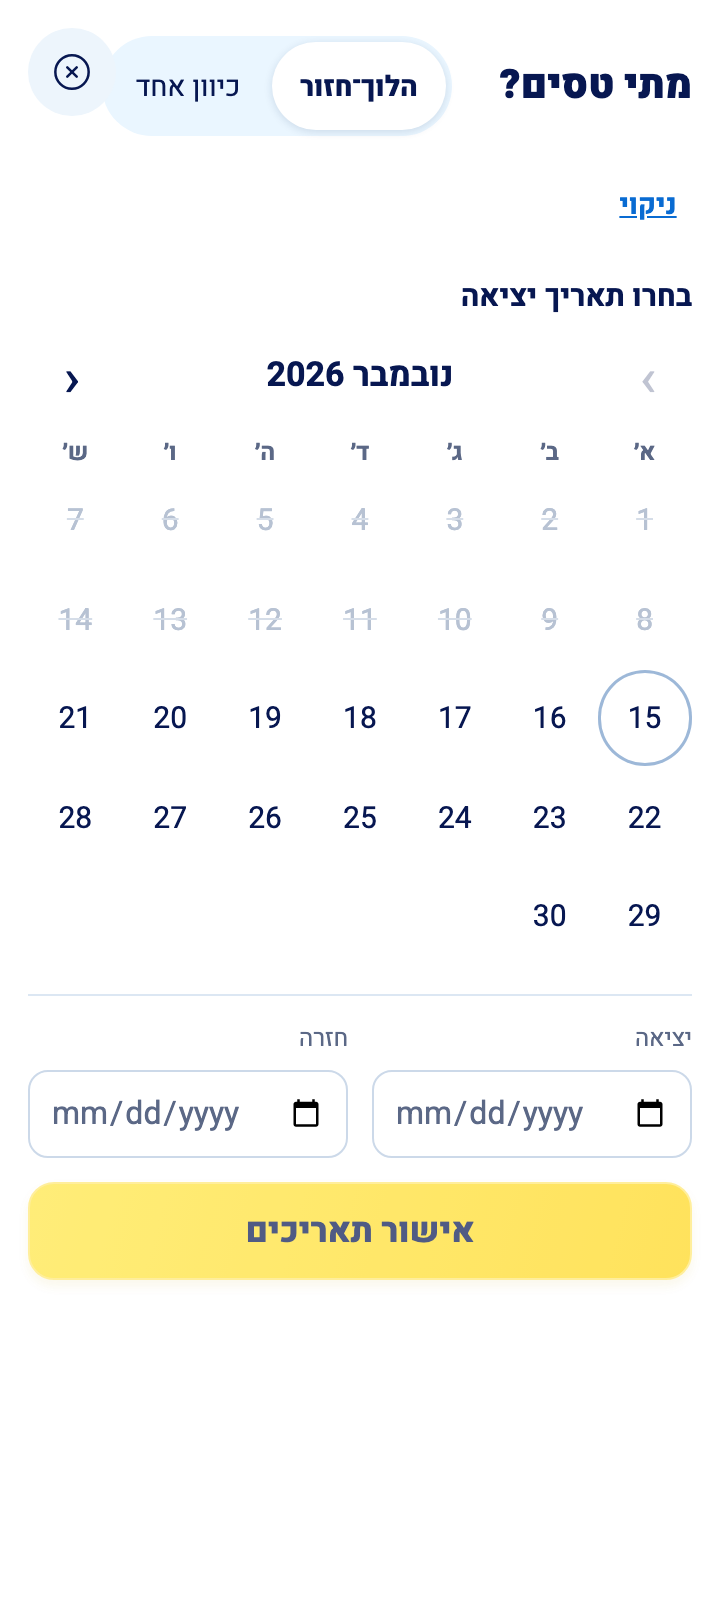 מתי טסים? הלוך־חזור כיוון אחד
ניקוי
בחרו תאריך יציאה
נובמבר 2026
א׳ ב׳ ג׳ ד׳ ה׳ ו׳ ש׳
1 2 3 4 5 6 7
8 9 10 11 12 13 14
15 16 17 18 19 20 21
22 23 24 25 26 27 28
29 30
יציאה חזרה
mm/dd/yyyy mm/dd/yyyy
אישור תאריכים